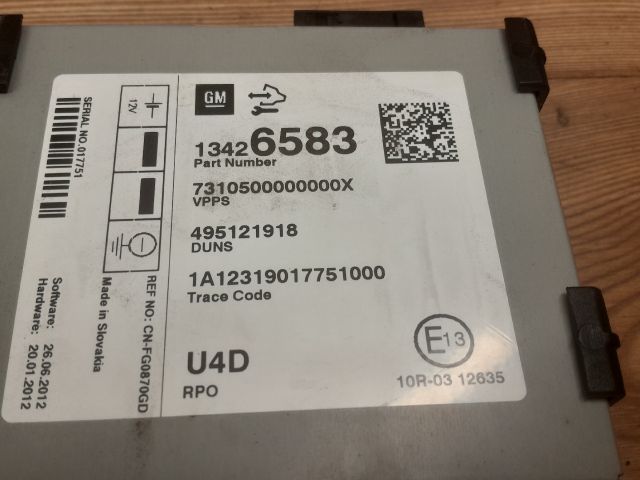 GM
13426583
Part Number
7310500000000X
VPPS
495121918
DUNS
1A12319017751000
Trace Code
U4D
RPO
E13
10R-03 12635
SERIAL NO.017751
12V
REF NO: CN-FG0870GD
Made in Slovakia
Software: 26.06.2012
Hardware: 20.01.2012